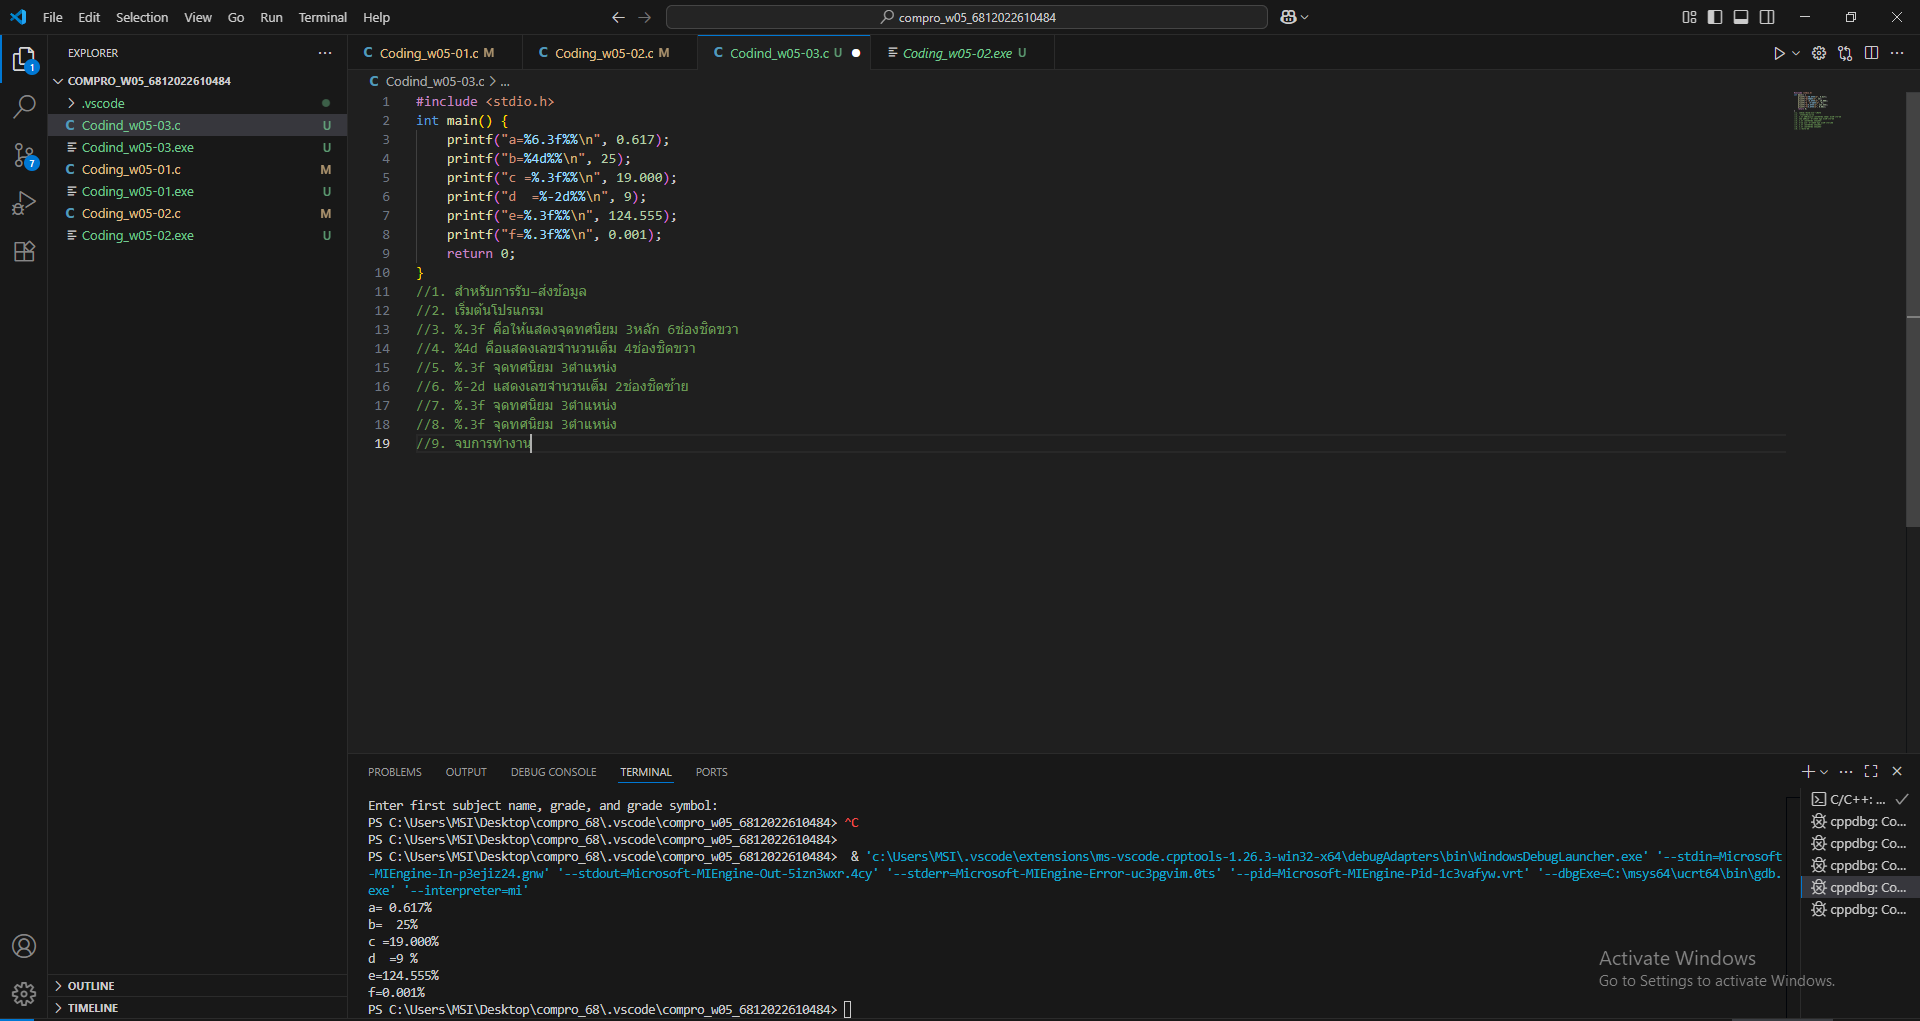 File Edit Selection View Go Run Terminal Help
compro_w05_6812022610484
EXPLORER
COMPRO_W05_6812022610484
.vscode
Codind_w05-03.c U
Codind_w05-03.exe U
Coding_w05-01.c M
Coding_w05-01.exe U
Coding_w05-02.c M
Coding_w05-02.exe U
OUTLINE
TIMELINE
1
7
Coding_w05-01.c M Coding_w05-02.c M Codind_w05-03.c U Coding_w05-02.exe U
Codind_w05-03.c > ...
1 #include <stdio.h>
2 int main() {
3 printf("a=%6.3f%%\n", 0.617);
4 printf("b=%4d%%\n", 25);
5 printf("c =%.3f%%\n", 19.000);
6 printf("d  =%-2d%%\n", 9);
7 printf("e=%.3f%%\n", 124.555);
8 printf("f=%.3f%%\n", 0.001);
9 return 0;
10 }
11 //1. สำหรับการรับ-ส่งข้อมูล
12 //2. เริ่มต้นโปรแกรม
13 //3. %.3f คือให้แสดงจุดทศนิยม 3หลัก 6ช่องชิดขวา
14 //4. %4d คือแสดงเลขจำนวนเต็ม 4ช่องชิดขวา
15 //5. %.3f จุดทศนิยม 3ตำแหน่ง
16 //6. %-2d แสดงเลขจำนวนเต็ม 2ช่องชิดซ้าย
17 //7. %.3f จุดทศนิยม 3ตำแหน่ง
18 //8. %.3f จุดทศนิยม 3ตำแหน่ง
19 //9. จบการทำงาน
PROBLEMS OUTPUT DEBUG CONSOLE TERMINAL PORTS
Enter first subject name, grade, and grade symbol:
PS C:\Users\MSI\Desktop\compro_68\.vscode\compro_w05_6812022610484> ^C
PS C:\Users\MSI\Desktop\compro_68\.vscode\compro_w05_6812022610484>
PS C:\Users\MSI\Desktop\compro_68\.vscode\compro_w05_6812022610484>  & 'c:\Users\MSI\.vscode\extensions\ms-vscode.cpptools-1.26.3-win32-x64\debugAdapters\bin\WindowsDebugLauncher.exe' '--stdin=Microsoft
-MIEngine-In-p3ejiz24.gnw' '--stdout=Microsoft-MIEngine-Out-5izn3wxr.4cy' '--stderr=Microsoft-MIEngine-Error-uc3pgvim.0ts' '--pid=Microsoft-MIEngine-Pid-1c3vafyw.vrt' '--dbgExe=C:\msys64\ucrt64\bin\gdb.
exe' '--interpreter=mi'
a= 0.617%
b=  25%
c =19.000%
d  =9 %
e=124.555%
f=0.001%
PS C:\Users\MSI\Desktop\compro_68\.vscode\compro_w05_6812022610484>
C/C++: ...
cppdbg: Co...
cppdbg: Co...
cppdbg: Co...
cppdbg: Co...
cppdbg: Co...
Activate Windows
Go to Settings to activate Windows.